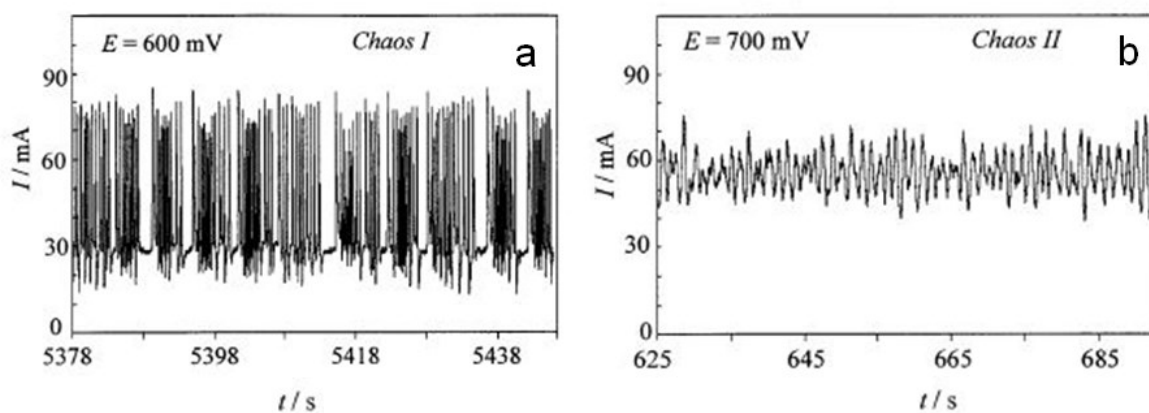 E = 600 mV Chaos I a
90
60
30
0
I / mA
5378 5398 5418 5438
t / s
E = 700 mV Chaos II b
90
60
30
0
I / mA
625 645 665 685
t / s